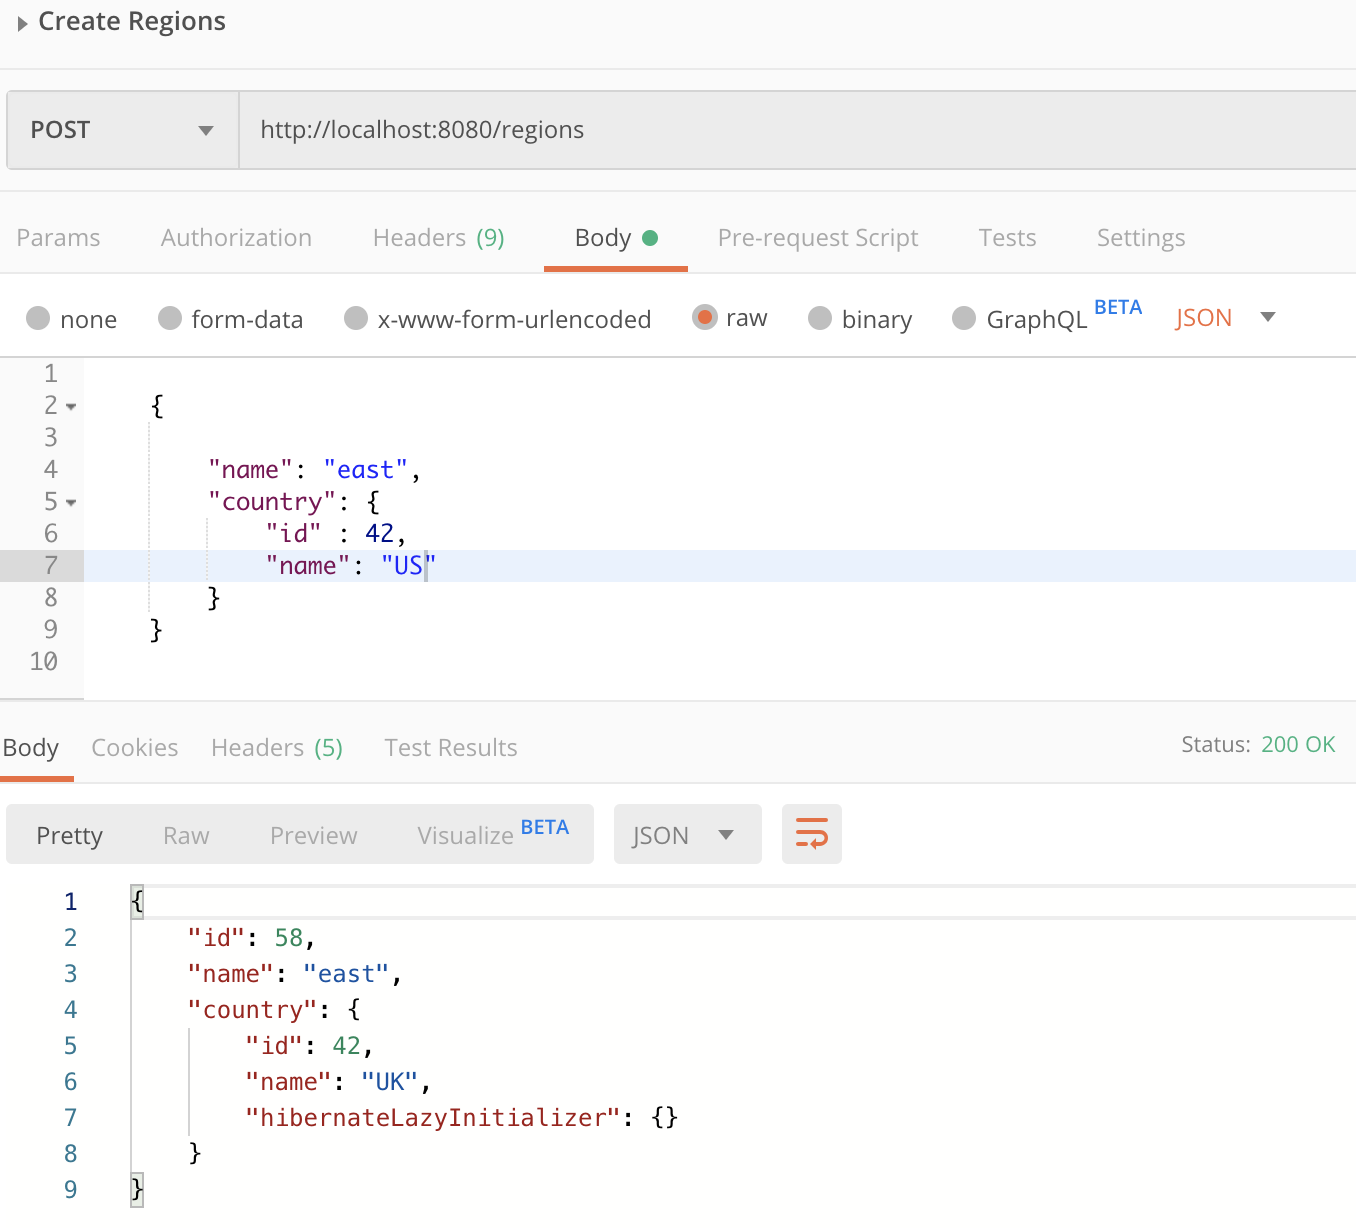 Create Regions
POST http://localhost:8080/regions
Params Authorization Headers (9) Body Pre-request Script Tests Settings
none form-data x-www-form-urlencoded raw binary GraphQL BETA JSON
1
2 {
3
4 "name": "east",
5 "country": {
6 "id" : 42,
7 "name": "US"
8 }
9 }
10
Body Cookies Headers (5) Test Results Status: 200 OK
Pretty Raw Preview Visualize BETA JSON
1 {
2 "id": 58,
3 "name": "east",
4 "country": {
5 "id": 42,
6 "name": "UK",
7 "hibernateLazyInitializer": {}
8 }
9 }